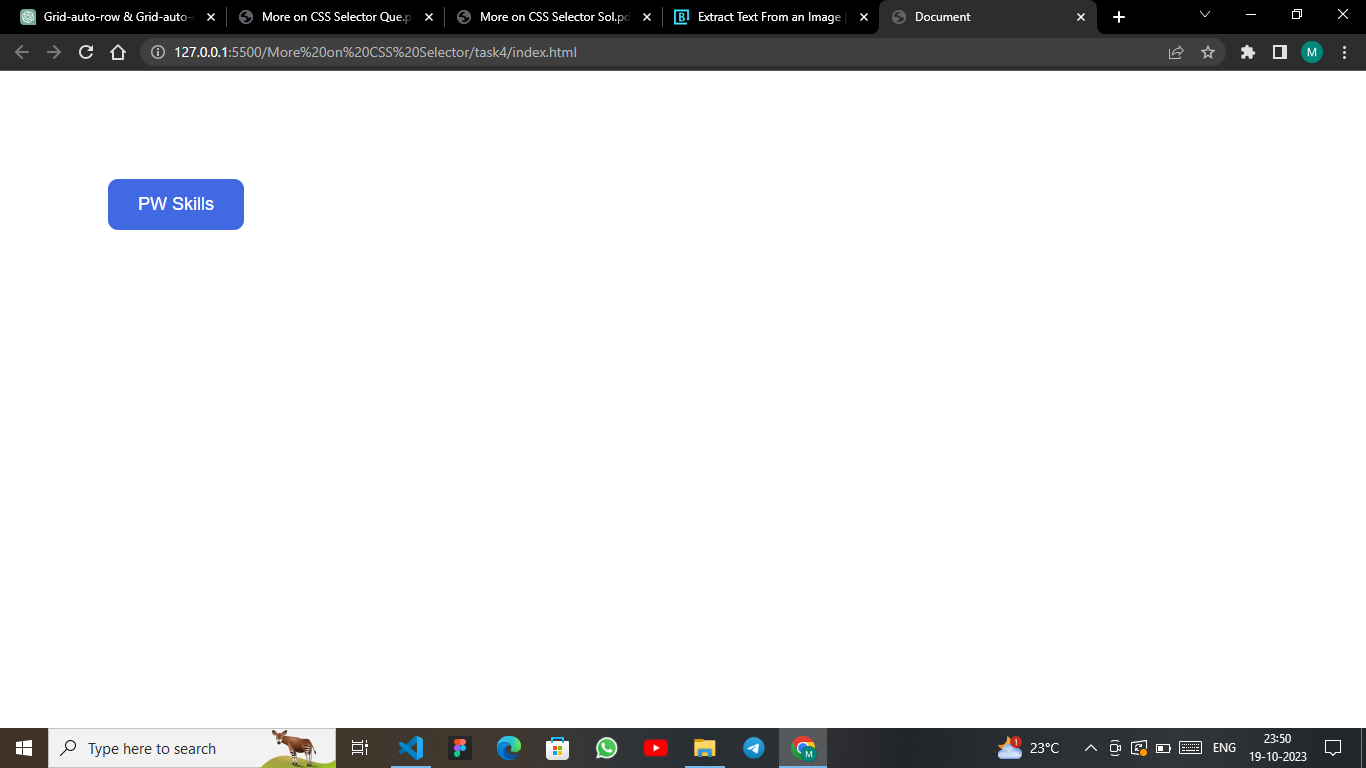 Grid-auto-row & Grid-auto-
More on CSS Selector Que.p
More on CSS Selector Sol.pd
Extract Text From an Image |
Document
127.0.0.1:5500/More%20on%20CSS%20Selector/task4/index.html
M
PW Skills
Type here to search
M
1
23°C
ENG
23:50
19-10-2023